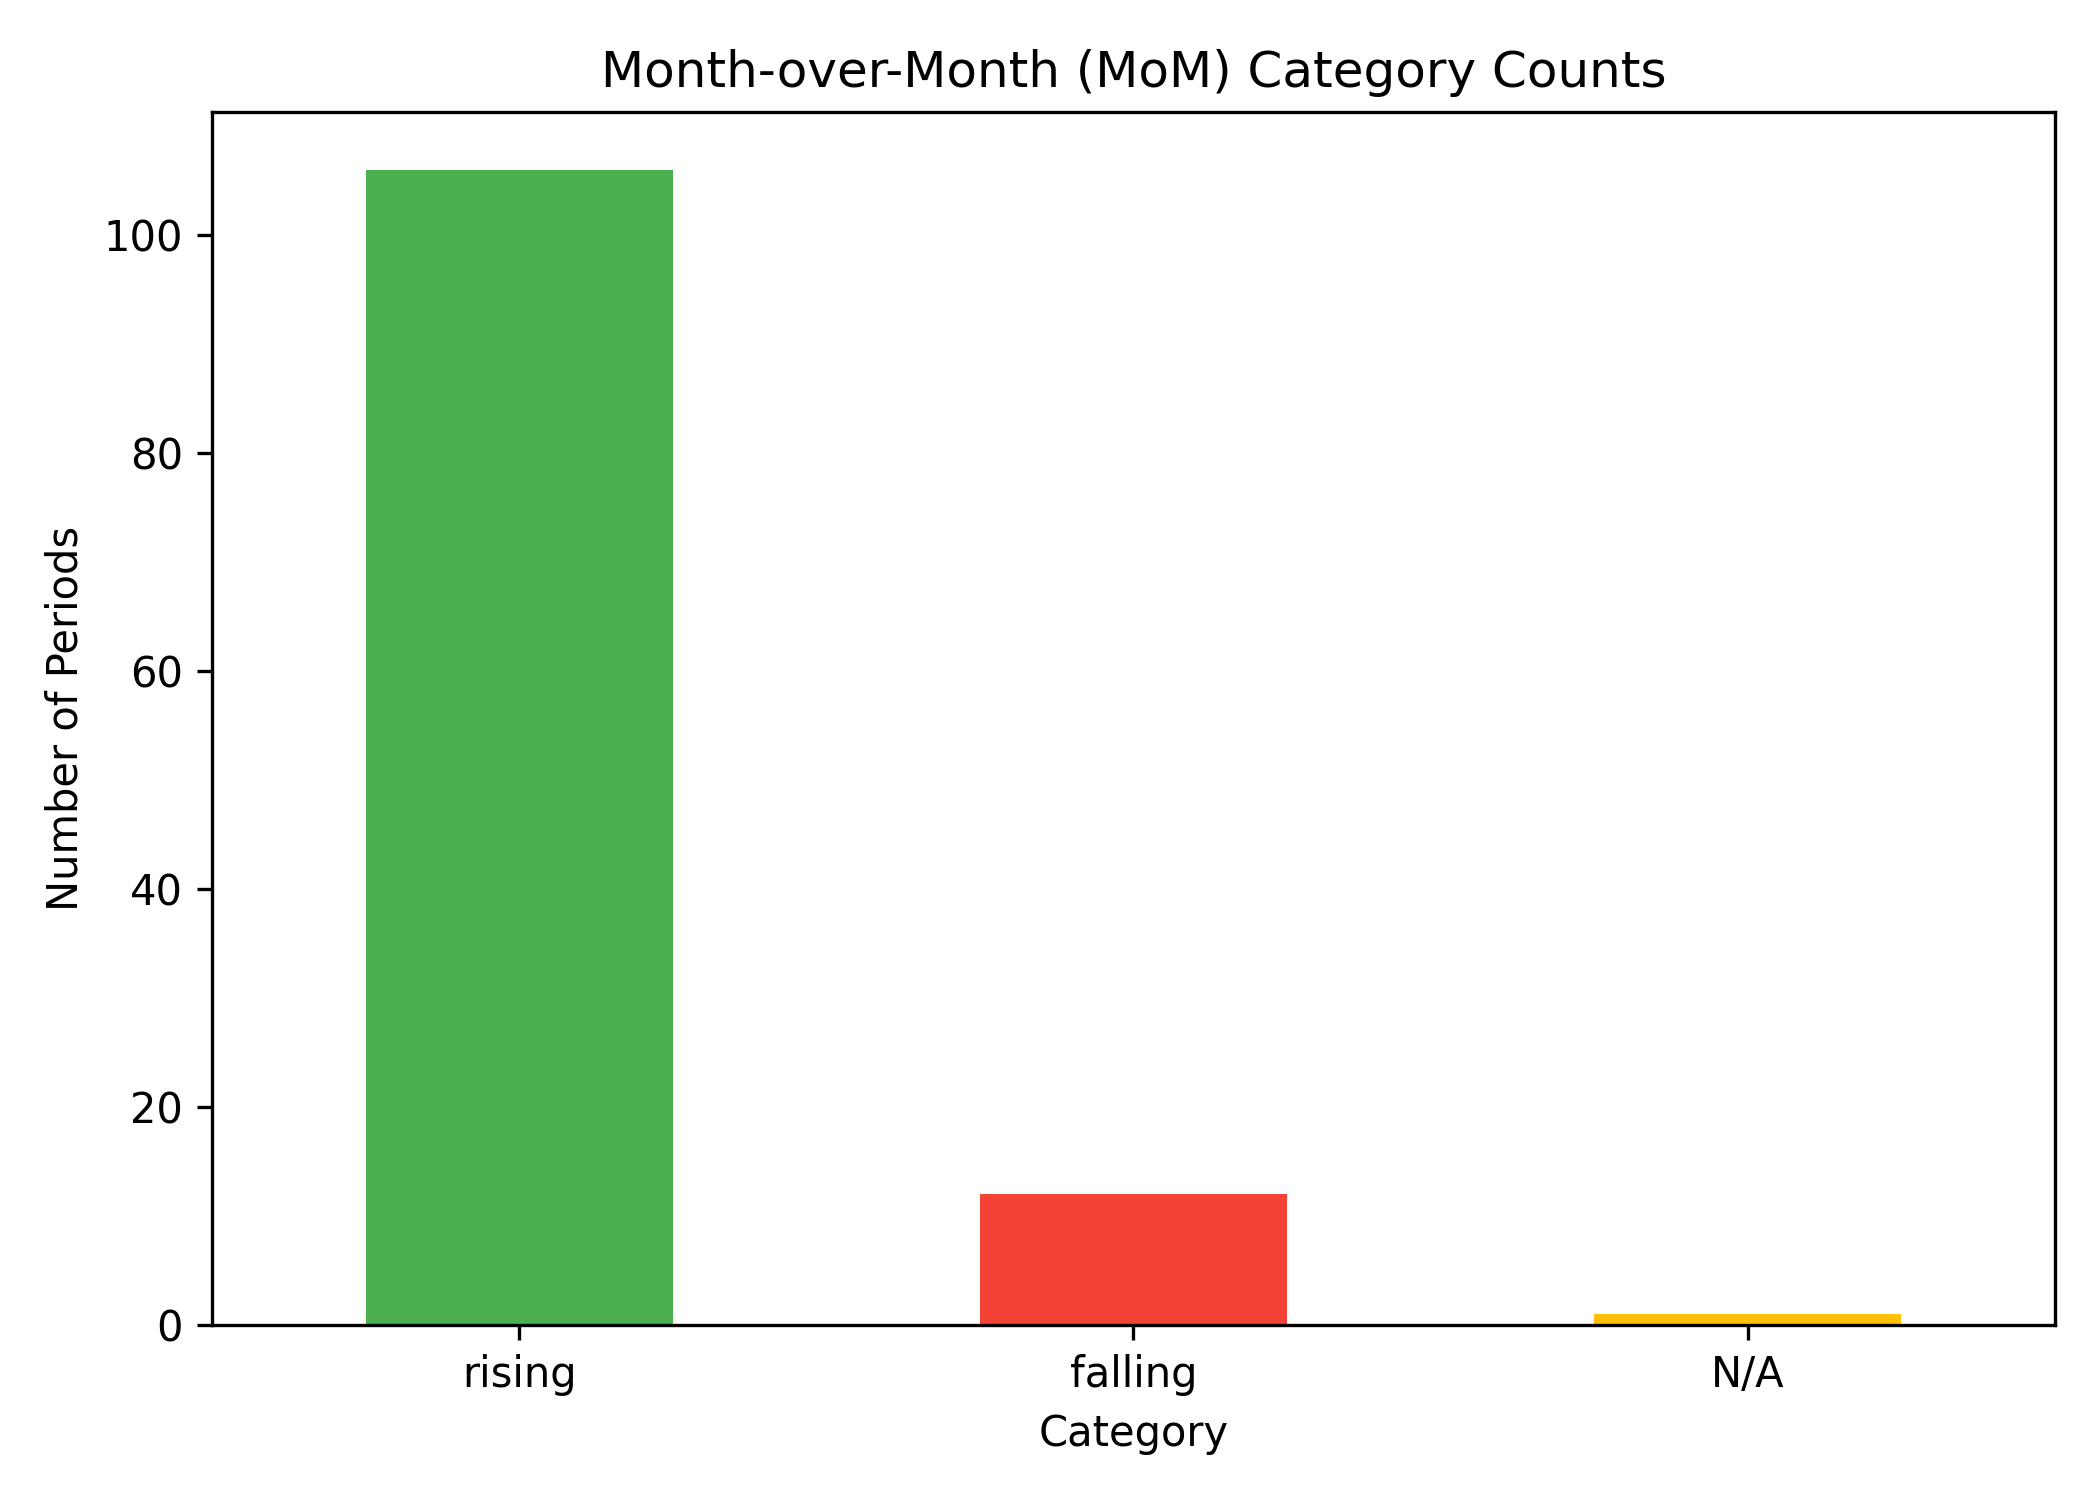 Month-over-Month (MoM) Category Counts
Number of Periods
100
80
60
40
20
0
rising
falling
N/A
Category